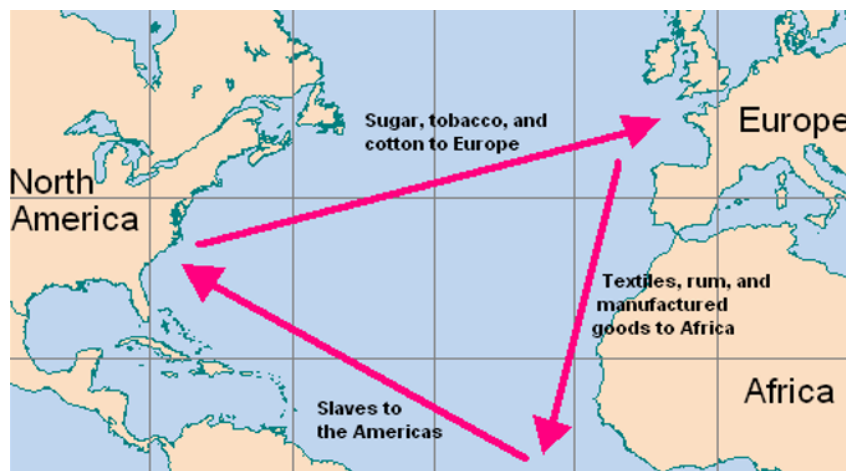 Sugar, tobacco, and
cotton to Europe
Europe
North
America
Textiles, rum, and
manufactured
goods to Africa
Africa
Slaves to
the Americas